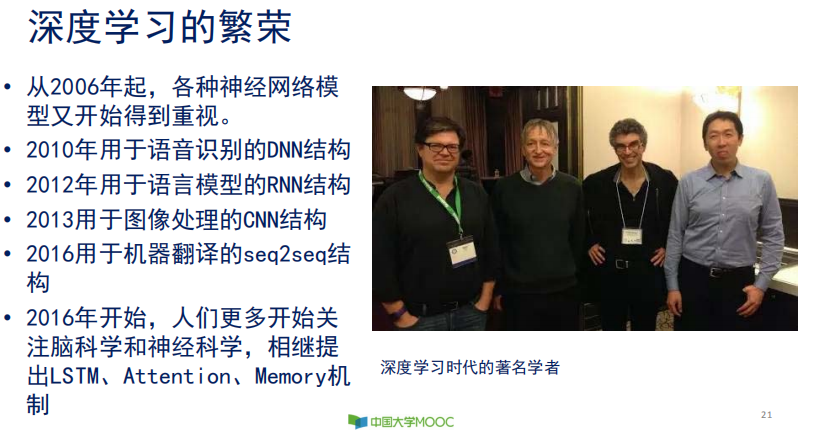 深度学习的繁荣
• 从2006年起，各种神经网络模
型又开始得到重视。
• 2010年用于语音识别的DNN结构
• 2012年用于语言模型的RNN结构
• 2013用于图像处理的CNN结构
• 2016用于机器翻译的seq2seq结
构
• 2016年开始，人们更多开始关
注脑科学和神经科学，相继提
出LSTM、Attention、Memory机
制
深度学习时代的著名学者
中国大学MOOC
21